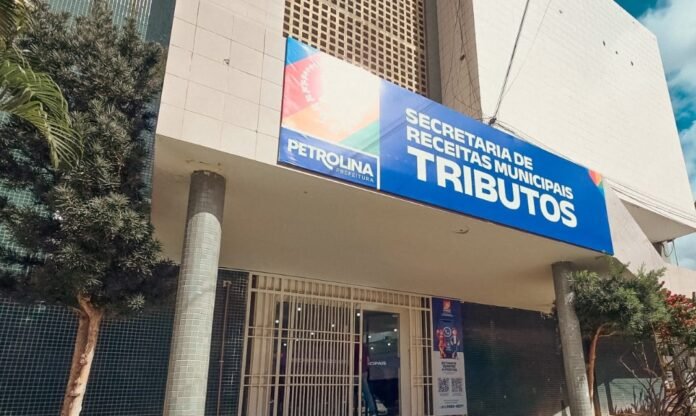 PETROLINA
PREFEITURA
SECRETARIA DE
RECEITAS MUNICIPAIS
TRIBUTOS